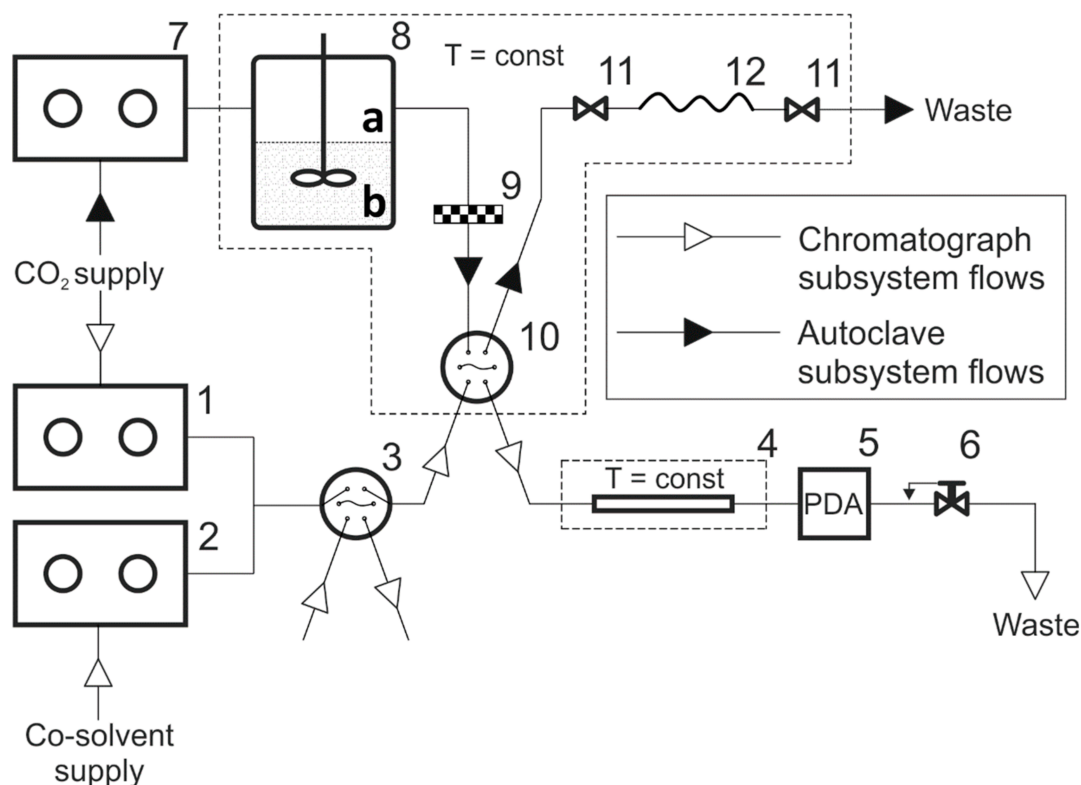 7
8
T = const
11
12
11
Waste
a
b
9
CO₂ supply
Chromatograph
subsystem flows
Autoclave
subsystem flows
10
1
3
4
5
6
T = const
PDA
2
Waste
Co-solvent
supply